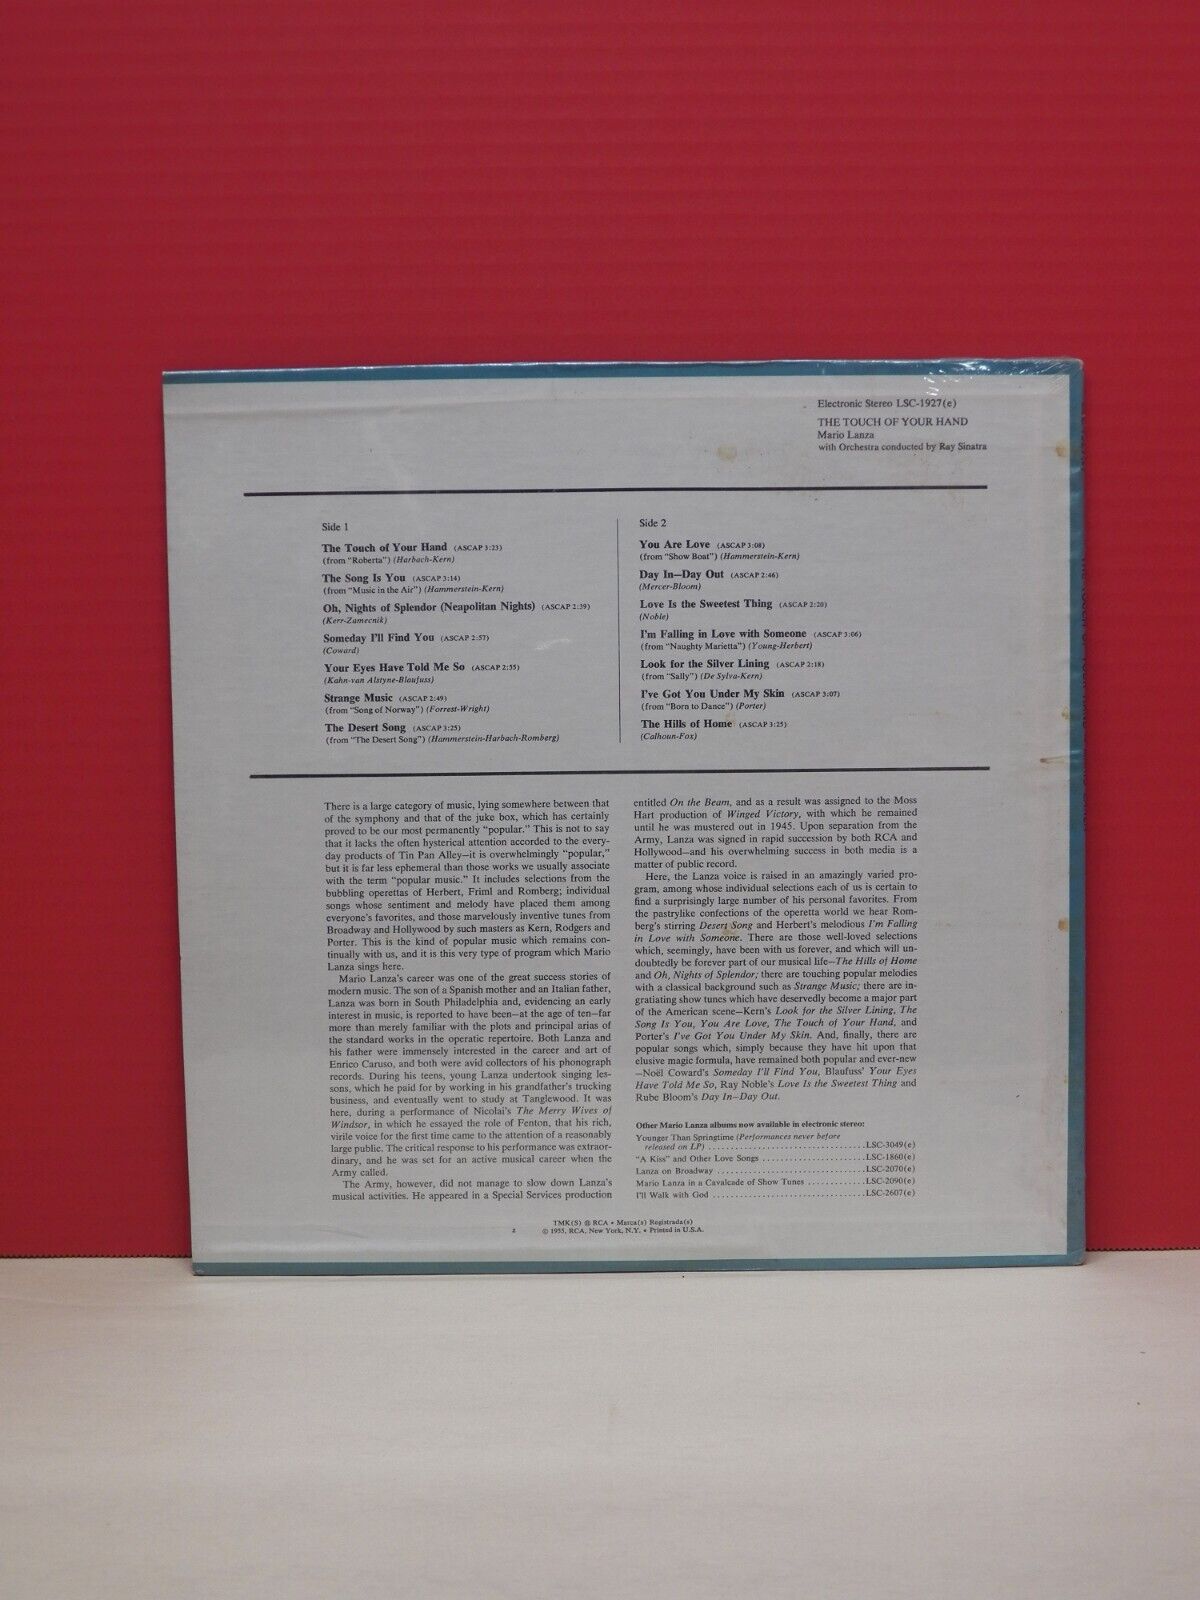 Electronic Stereo LSC-1927(e)
THE TOUCH OF YOUR HAND
Mario Lanza
with Orchestra conducted by Ray Sinatra
Side 1
The Touch of Your Hand (ASCAP 3:23)
(from "Roberta") (Harbach-Kern)
The Song Is You (ASCAP 3:14)
(from "Music in the Air") (Hammerstein-Kern)
Oh, Nights of Splendor (Neapolitan Nights) (ASCAP 2:39)
(Kerr-Zamecnik)
Someday I'll Find You (ASCAP 2:57)
(Coward)
Your Eyes Have Told Me So (ASCAP 2:55)
(Kahn-van Alstyne-Blaufuss)
Strange Music (ASCAP 2:49)
(from "Song of Norway") (Forrest-Wright)
The Desert Song (ASCAP 3:25)
(from "The Desert Song") (Hammerstein-Harbach-Romberg)
Side 2
You Are Love (ASCAP 3:08)
(from "Show Boat") (Hammerstein-Kern)
Day In—Day Out (ASCAP 2:46)
(Mercer-Bloom)
Love Is the Sweetest Thing (ASCAP 2:20)
(Noble)
I'm Falling in Love with Someone (ASCAP 3:06)
(from "Naughty Marietta") (Young-Herbert)
Look for the Silver Lining (ASCAP 2:18)
(from "Sally") (De Sylva-Kern)
I've Got You Under My Skin (ASCAP 3:07)
(from "Born to Dance") (Porter)
The Hills of Home (ASCAP 3:25)
(Calhoun-Fox)
There is a large category of music, lying somewhere between that
of the symphony and that of the juke box, which has certainly
proved to be our most permanently "popular." This is not to say
that it lacks the often hysterical attention accorded to the every-
day products of Tin Pan Alley—it is overwhelmingly "popular,"
but it is far less ephemeral than those works we usually associate
with the term "popular music." It includes selections from the
bubbling operettas of Herbert, Friml and Romberg; individual
songs whose sentiment and melody have placed them among
everyone's favorites, and those marvelously inventive tunes from
Broadway and Hollywood by such masters as Kern, Rodgers and
Porter. This is the kind of popular music which remains con-
tinually with us, and it is this very type of program which Mario
Lanza sings here.
Mario Lanza's career was one of the great success stories of
modern music. The son of a Spanish mother and an Italian father,
Lanza was born in South Philadelphia and, evidencing an early
interest in music, is reported to have been—at the age of ten—far
more than merely familiar with the plots and principal arias of
the standard works in the operatic repertoire. Both Lanza and
his father were immensely interested in the career and art of
Enrico Caruso, and both were avid collectors of his phonograph
records. During his teens, young Lanza undertook singing les-
sons, which he paid for by working in his grandfather's trucking
business, and eventually went to study at Tanglewood. It was
here, during a performance of Nicolai's The Merry Wives of
Windsor, in which he essayed the role of Fenton, that his rich,
virile voice for the first time came to the attention of a reasonably
large public. The critical response to his performance was extraor-
dinary, and he was set for an active musical career when the
Army called.
The Army, however, did not manage to slow down Lanza's
musical activities. He appeared in a Special Services production
entitled On the Beam, and as a result was assigned to the Moss
Hart production of Winged Victory, with which he remained
until he was mustered out in 1945. Upon separation from the
Army, Lanza was signed in rapid succession by both RCA and
Hollywood—and his overwhelming success in both media is a
matter of public record.
Here, the Lanza voice is raised in an amazingly varied pro-
gram, among whose individual selections each of us is certain to
find a surprisingly large number of his personal favorites. From
the pastrylike confections of the operetta world we hear Rom-
berg's stirring Desert Song and Herbert's melodious I'm Falling
in Love with Someone. There are those well-loved selections
which, seemingly, have been with us forever, and which will un-
doubtedly be forever part of our musical life—The Hills of Home
and Oh, Nights of Splendor; there are touching popular melodies
with a classical background such as Strange Music; there are in-
gratiating show tunes which have deservedly become a major part
of the American scene—Kern's Look for the Silver Lining, The
Song Is You, You Are Love, The Touch of Your Hand, and
Porter's I've Got You Under My Skin. And, finally, there are
popular songs which, simply because they have hit upon that
elusive magic formula, have remained both popular and ever-new
—Noël Coward's Someday I'll Find You, Blaufuss' Your Eyes
Have Told Me So, Ray Noble's Love Is the Sweetest Thing and
Rube Bloom's Day In—Day Out.
Other Mario Lanza albums now available in electronic stereo:
Younger Than Springtime (Performances never before
released on LP) ........ LSC-3049(e)
"A Kiss" and Other Love Songs ........ LSC-1860(e)
Lanza on Broadway ........ LSC-2070(e)
Mario Lanza in a Cavalcade of Show Tunes ........ LSC-2090(e)
I'll Walk with God ........ LSC-2607(e)
TMK(S) ® RCA • Marca(s) Registrada(s)
2 © 1955, RCA, New York, N.Y. • Printed in U.S.A.